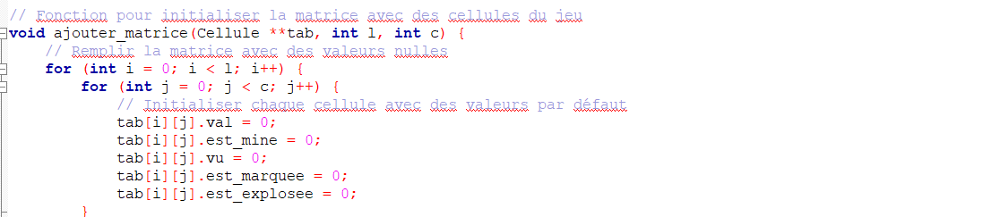 // Fonction pour initialiser la matrice avec des cellules du jeu
void ajouter_matrice(Cellule **tab, int l, int c) {
// Remplir la matrice avec des valeurs nulles
for (int i = 0; i < l; i++) {
for (int j = 0; j < c; j++) {
// Initialiser chaque cellule avec des valeurs par défaut
tab[i][j].val = 0;
tab[i][j].est_mine = 0;
tab[i][j].vu = 0;
tab[i][j].est_marquee = 0;
tab[i][j].est_explosee = 0;
}